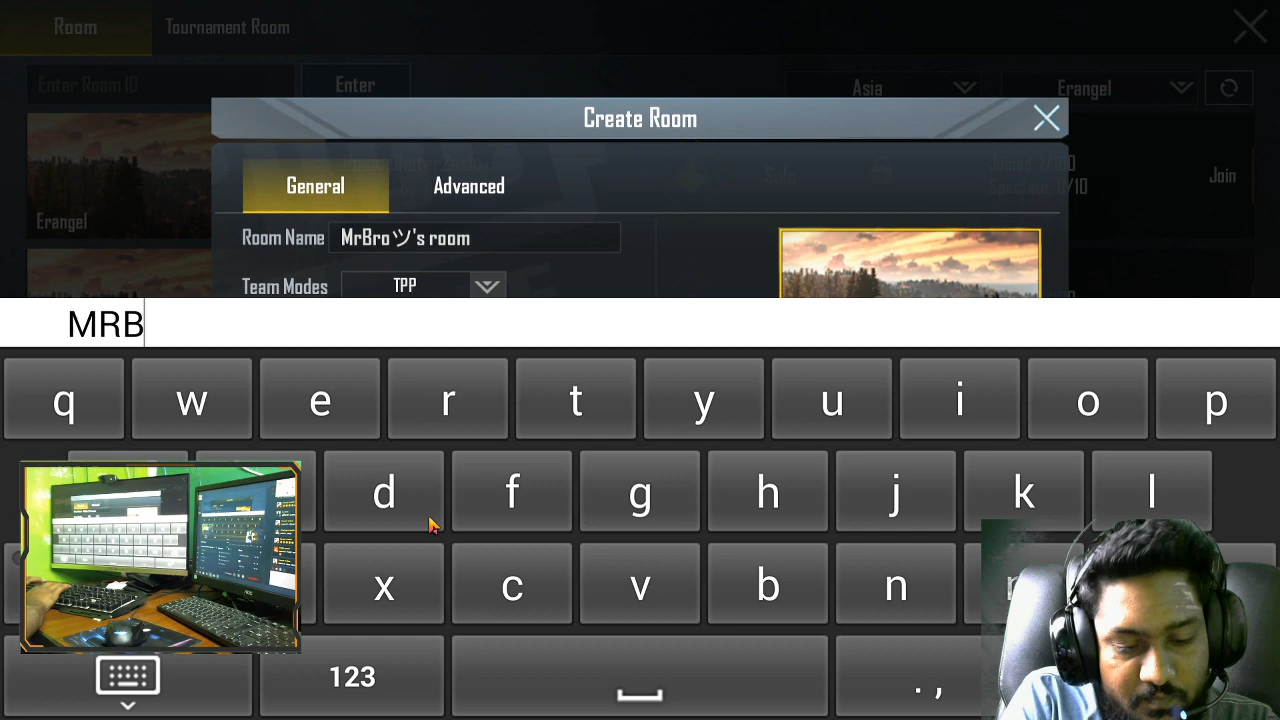 Room Tournament Room
Enter Room ID Enter Asia Erangel
Create Room
General Advanced
Solo Join
Erangel
Room Name MrBroツ's room
Team Modes TPP
MRB
q w e r t y u i o p
d f g h j k l
x c v b n
123 . ,